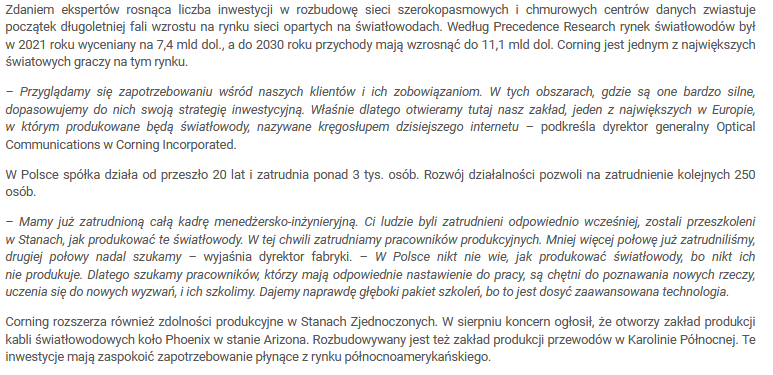 Zdaniem ekspertów rosnąca liczba inwestycji w rozbudowę sieci szerokopasmowych i chmurowych centrów danych zwiastuje
początek długoletniej fali wzrostu na rynku sieci opartych na światłowodach. Według Precedence Research rynek światłowodów był
w 2021 roku wyceniany na 7,4 mld dol., a do 2030 roku przychody mają wzrosnąć do 11,1 mld dol. Corning jest jednym z największych
światowych graczy na tym rynku.
– Przyglądamy się zapotrzebowaniu wśród naszych klientów i ich zobowiązaniom. W tych obszarach, gdzie są one bardzo silne,
dopasowujemy do nich swoją strategię inwestycyjną. Właśnie dlatego otwieramy tutaj nasz zakład, jeden z największych w Europie,
w którym produkowane będą światłowody, nazywane kręgosłupem dzisiejszego internetu – podkreśla dyrektor generalny Optical
Communications w Corning Incorporated.
W Polsce spółka działa od przeszło 20 lat i zatrudnia ponad 3 tys. osób. Rozwój działalności pozwoli na zatrudnienie kolejnych 250
osób.
– Mamy już zatrudnioną całą kadrę menedżersko-inżynieryjną. Ci ludzie byli zatrudnieni odpowiednio wcześniej, zostali przeszkoleni
w Stanach, jak produkować te światłowody. W tej chwili zatrudniamy pracowników produkcyjnych. Mniej więcej połowę już zatrudniliśmy,
drugiej połowy nadal szukamy – wyjaśnia dyrektor fabryki. – W Polsce nikt nie wie, jak produkować światłowody, bo nikt ich
nie produkuje. Dlatego szukamy pracowników, którzy mają odpowiednie nastawienie do pracy, są chętni do poznawania nowych rzeczy,
uczenia się do nowych wyzwań, i ich szkolimy. Dajemy naprawdę głęboki pakiet szkoleń, bo to jest dosyć zaawansowana technologia.
Corning rozszerza również zdolności produkcyjne w Stanach Zjednoczonych. W sierpniu koncern ogłosił, że otworzy zakład produkcji
kabli światłowodowych koło Phoenix w stanie Arizona. Rozbudowywany jest też zakład produkcji przewodów w Karolinie Północnej. Te
inwestycje mają zaspokoić zapotrzebowanie płynące z rynku północnoamerykańskiego.